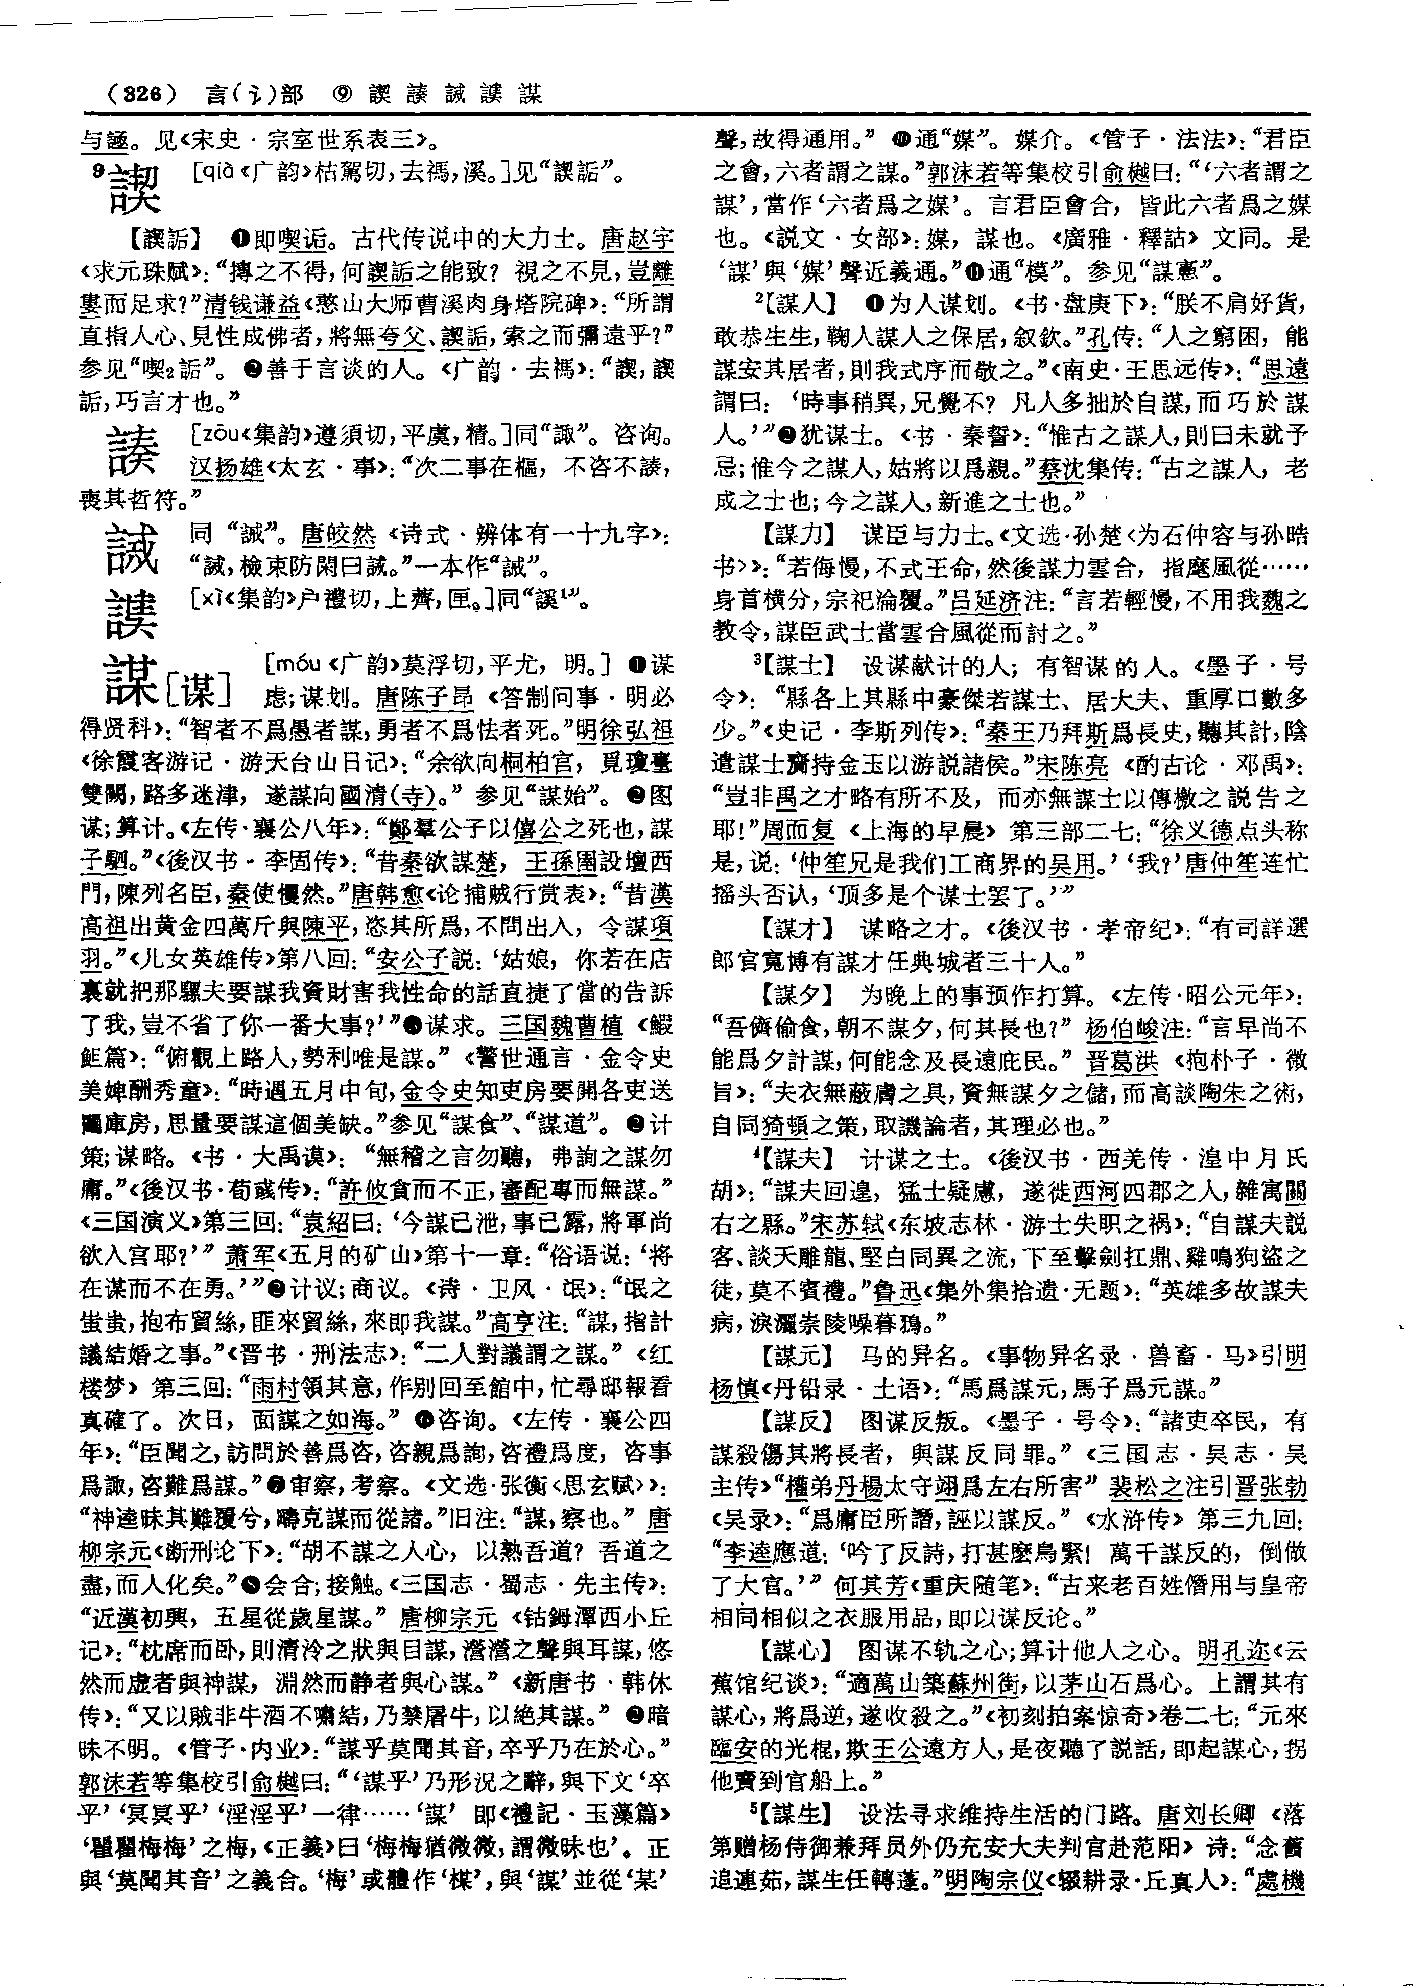 （326） 言(讠)部 ⑨ 䛽 諘 諴 謨 謀
与謡。见《宋史·宗室世系表三》。
9 [qià《广韵》枯駕切，去禡，溪。]见“䛽詬”。
❶即喫诟。古代传说中的大力士。唐赵宇
《求元珠赋》：“摶之不得，何䛽詬之能致？視之不見，豈離
婁而足求？”清钱谦益《憨山大师曹溪肉身塔院碑》：“所謂
直指人心、見性成佛者，將無夸父、䛽詬，索之而彌遠乎？”
参见“喫2詬”。❷善于言谈的人。《广韵·去禡》：“䛽，䛽
詬，巧言才也。”
[zōu《集韵》遵須切，平虞，精。]同“諏”。咨询。
汉扬雄《太玄·事》：“次二事在樞，不咨不諘，
喪其哲符。”
同“誡”。唐皎然《诗式·辨体有一十九字》：
“誡，檢束防閑曰誡。”一本作“誡”。
[xì《集韵》户禮切，上薺，匣。]同“謑1”。
謀[谋] [móu《广韵》莫浮切，平尤，明。] ❶谋
虑；谋划。唐陈子昂《答制问事·明必
得贤科》：“智者不爲愚者謀，勇者不爲怯者死。”明徐弘祖
《徐霞客游记·游天台山日记》：“余欲向桐柏宫，覓瓊臺
雙闕，路多迷津，遂謀向國清(寺)。”参见“謀始”。❷图
谋；算计。《左传·襄公八年》：“鄭羣公子以僖公之死也，謀
子駟。”《後汉书·李固传》：“昔秦欲謀楚，王孫圉設壇西
門，陳列名臣，秦使戄然。”唐韩愈《论捕贼行赏表》：“昔漢
高祖出黄金四萬斤與陳平，恣其所爲，不問出入，令謀項
羽。”《儿女英雄传》第八回：“安公子説：‘姑娘，你若在店
裏就把那騾夫要謀我資財害我性命的話直捷了當的告訴
了我，豈不省了你一番大事？’”❸谋求。三国魏曹植《鰕
䱇篇》：“俯觀上路人，勢利唯是謀。”《警世通言·金令史
美婢酬秀童》：“時過五月中旬，金令史知吏房要開各吏送
鬮庫房，思量要謀這個美缺。”参见“謀食”、“謀道”。❹计
策；谋略。《书·大禹谟》：“無稽之言勿聽，弗詢之謀勿
庸。”《後汉书·荀彧传》：“許攸貪而不正，審配專而無謀。”
《三国演义》第三回：“袁紹曰：‘今謀已泄，事已露，將軍尚
欲入宫耶？’”萧军《五月的矿山》第十一章：“俗语说：‘将
在谋而不在勇。’”❺计议；商议。《诗·卫风·氓》：“氓之
蚩蚩，抱布貿絲，匪來貿絲，來即我謀。”高亨注：“謀，指計
議結婚之事。”《晋书·刑法志》：“二人對議謂之謀。”《红
楼梦》第三回：“雨村領其意，作别回至館中，忙尋邸報看
真確了。次日，面謀之如海。”❻咨询。《左传·襄公四
年》：“臣聞之，訪問於善爲咨，咨親爲詢，咨禮爲度，咨事
爲諏，咨難爲謀。”❼审察，考察。《文选·张衡〈思玄赋〉》：
“神逵昧其難覆兮，疇克謀而從諸。”旧注：“謀，察也。”唐
柳宗元《断刑论下》：“胡不謀之人心，以熟吾道？吾道之
盡，而人化矣。”❽会合；接触。《三国志·蜀志·先主传》：
“近漢初興，五星從歲星謀。”唐柳宗元《钴鉧潭西小丘
记》：“枕席而卧，則清泠之狀與目謀，瀯瀯之聲與耳謀，悠
然而虚者與神謀，淵然而静者與心謀。”《新唐书·韩休
传》：“又以賊非牛酒不嘯結，乃禁屠牛，以絶其謀。”❾暗
昧不明。《管子·内业》：“謀乎莫聞其音，卒乎乃在於心。”
郭沫若等集校引俞樾曰：“‘謀乎’乃形況之辭，與下文‘卒
乎’‘冥冥乎’‘淫淫乎’一律……‘謀’即《禮記·玉藻篇》
‘瞿瞿梅梅’之梅，《正義》曰‘梅梅猶微微，謂微昧也’。正
與‘莫聞其音’之義合。‘梅’或體作‘楳’，與‘謀’並從‘某’
聲，故得通用。”❿通“媒”。媒介。《管子·法法》：“君臣
之會，六者謂之謀。”郭沫若等集校引俞樾曰：“‘六者謂之
謀’，當作‘六者爲之媒’。言君臣會合，皆此六者爲之媒
也。《説文·女部》：媒，謀也。《廣雅·釋詁》文同。是
‘謀’與‘媒’聲近義通。”⓫通“模”。参见“謀憲”。
2【謀人】 ❶为人谋划。《书·盘庚下》：“朕不肩好貨，
敢恭生生，鞠人謀人之保居，叙欽。”孔传：“人之窮困，能
謀安其居者，則我式序而敬之。”《南史·王思远传》：“思遠
謂曰：‘時事稍異，兄覺不？凡人多拙於自謀，而巧於謀
人。’”❷犹谋士。《书·秦誓》：“惟古之謀人，則曰未就予
忌；惟今之謀人，姑將以爲親。”蔡沈集传：“古之謀人，老
成之士也；今之謀人，新進之士也。”
【謀力】 谋臣与力士。《文选·孙楚〈为石仲容与孙晧
书〉》：“若侮慢，不式王命，然後謀力雲合，指麾風從……
身首横分，宗祀淪覆。”吕延济注：“言若輕慢，不用我魏之
教令，謀臣武士當雲合風從而討之。”
3【謀士】 设谋献计的人；有智谋的人。《墨子·号
令》：“縣各上其縣中豪傑若謀士、居大夫、重厚口數多
少。”《史记·李斯列传》：“秦王乃拜斯爲長史，聽其計，陰
遣謀士齎持金玉以游説諸侯。”宋陈亮《酌古论·邓禹》：
“豈非禹之才略有所不及，而亦無謀士以傳檄之説告之
耶！”周而复《上海的早晨》第三部二七：“徐义德点头称
是，说：‘仲笙兄是我们工商界的吴用。’‘我？’唐仲笙连忙
摇头否认，‘顶多是个谋士罢了。’”
【謀才】 谋略之才。《後汉书·孝帝纪》：“有司詳選
郎官寬博有謀才任典城者三十人。”
【謀夕】 为晚上的事预作打算。《左传·昭公元年》：
“吾儕偷食，朝不謀夕，何其長也？”杨伯峻注：“言早尚不
能爲夕計謀，何能念及長遠庇民。”晋葛洪《抱朴子·微
旨》：“夫衣無蔽膚之具，資無謀夕之儲，而高談陶朱之術，
自同猗頓之策，取譏論者，其理必也。”
4【謀夫】 计谋之士。《後汉书·西羌传·湟中月氏
胡》：“謀夫回遑，猛士疑慮，遂徙西河四郡之人，雜寓關
右之縣。”宋苏轼《东坡志林·游士失职之祸》：“自謀夫説
客、談天雕龍、堅白同異之流，下至擊劍扛鼎、雞鳴狗盜之
徒，莫不賓禮。”鲁迅《集外集拾遗·无题》：“英雄多故謀夫
病，淚灑崇陵噪暮鴉。”
【謀元】 马的异名。《事物异名录·兽畜·马》引明
杨慎《丹铅录·土语》：“馬爲謀元，馬子爲元謀。”
【謀反】 图谋反叛。《墨子·号令》：“諸吏卒民，有
謀殺傷其將長者，與謀反同罪。”《三国志·吴志·吴
主传》“權弟丹楊太守翊爲左右所害”裴松之注引晋张勃
《吴录》：“爲庸臣所譖，誣以謀反。”《水浒传》第三九回：
“李逵應道：‘吟了反詩，打甚麽鳥緊！萬千謀反的，倒做
了大官。’”何其芳《重庆随笔》：“古来老百姓僭用与皇帝
相同相似之衣服用品，即以谋反论。”
【謀心】 图谋不轨之心；算计他人之心。明孔迩《云
蕉馆纪谈》：“適萬山築蘇州街，以茅山石爲心。上謂其有
謀心，將爲逆，遂收殺之。”《初刻拍案惊奇》卷二七：“元來
臨安的光棍，欺王公遠方人，是夜聽了説話，即起謀心，拐
他賣到官船上。”
5【謀生】 设法寻求维持生活的门路。唐刘长卿《落
第赠杨侍御兼拜员外仍充安大夫判官赴范阳》诗：“念舊
追連茹，謀生任轉蓬。”明陶宗仪《辍耕录·丘真人》：“處機